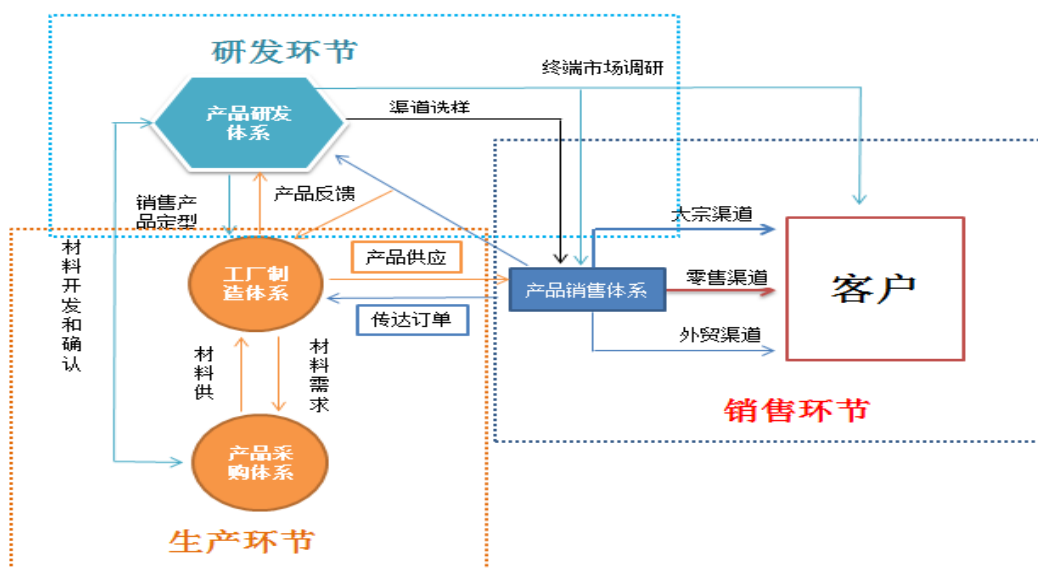 研发环节
终端市场调研
产品研发
体系
渠道选样
销售产
品定型
产品反馈
大宗渠道
工厂制
造体系
产品供应
产品销售体系
零售渠道
客户
传达订单
外贸渠道
材料开发和确认
材料供
材料需求
销售环节
产品采
购体系
生产环节